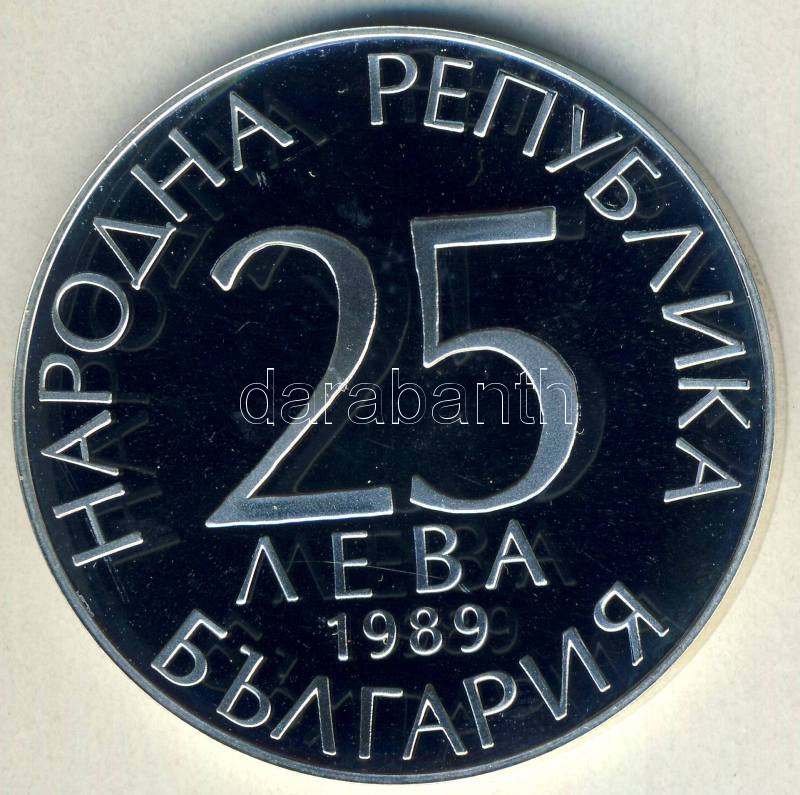 НАРОДНА РЕПУБЛИКА
25
ЛЕВА
1989
БЪЛГАРИЯ
darabanth